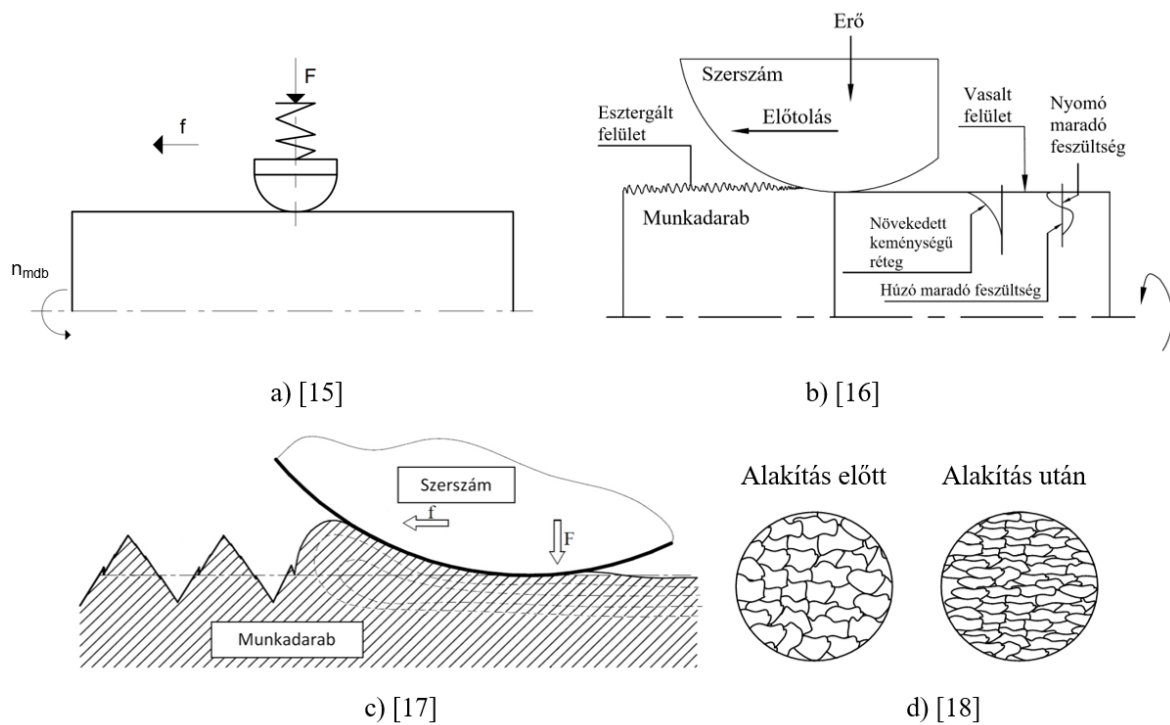 F
f
n_mdb
a) [15]
Erő
Szerszám
Előtolás
Esztergált
felület
Vasalt
felület
Nyomó
maradó
feszültség
Munkadarab
Növekedett
keménységű
réteg
Húzó maradó feszültség
b) [16]
Szerszám
f
F
Munkadarab
c) [17]
Alakítás előtt
Alakítás után
d) [18]